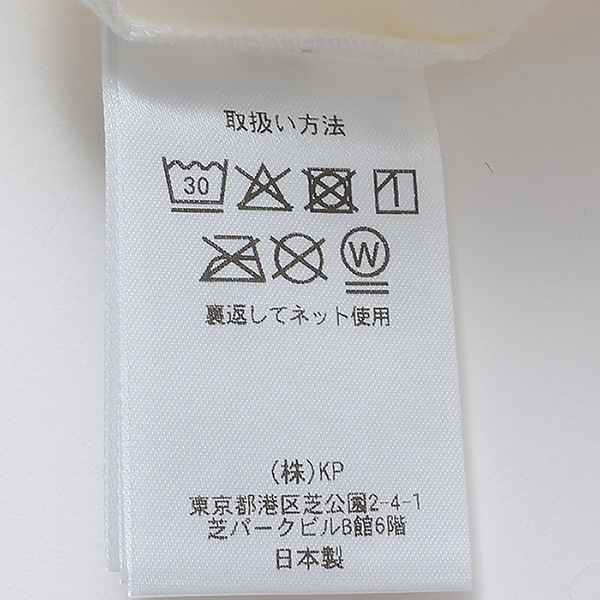 取扱い方法
30
W
裏返してネット使用
(株)KP
東京都港区芝公園2-4-1
芝パークビルB館6階
日本製